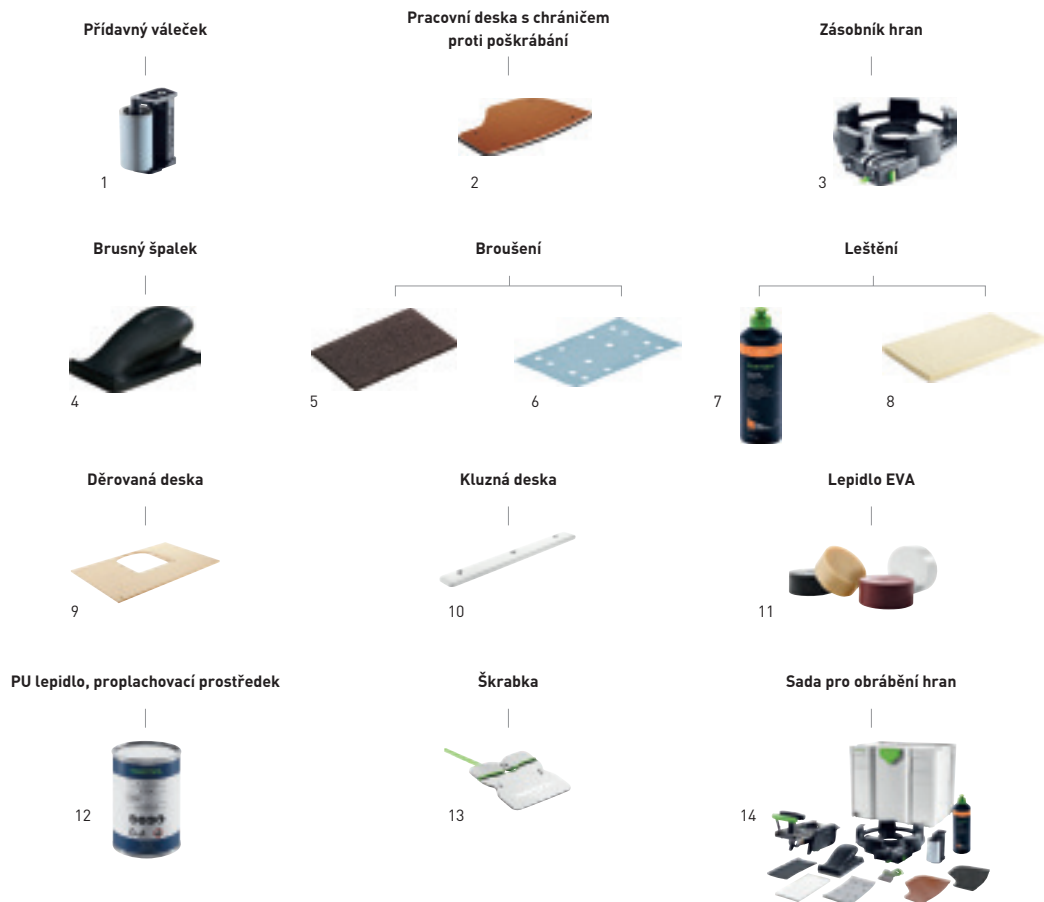 Přídavný váleček
Pracovní deska s chráničem
proti poškrábání
Zásobník hran
1
2
3
Brusný špalek
Broušení
Leštění
4
5
6
7
8
Děrovaná deska
Kluzná deska
Lepidlo EVA
9
10
11
PU lepidlo, proplachovací prostředek
Škrabka
Sada pro obrábění hran
12
13
14